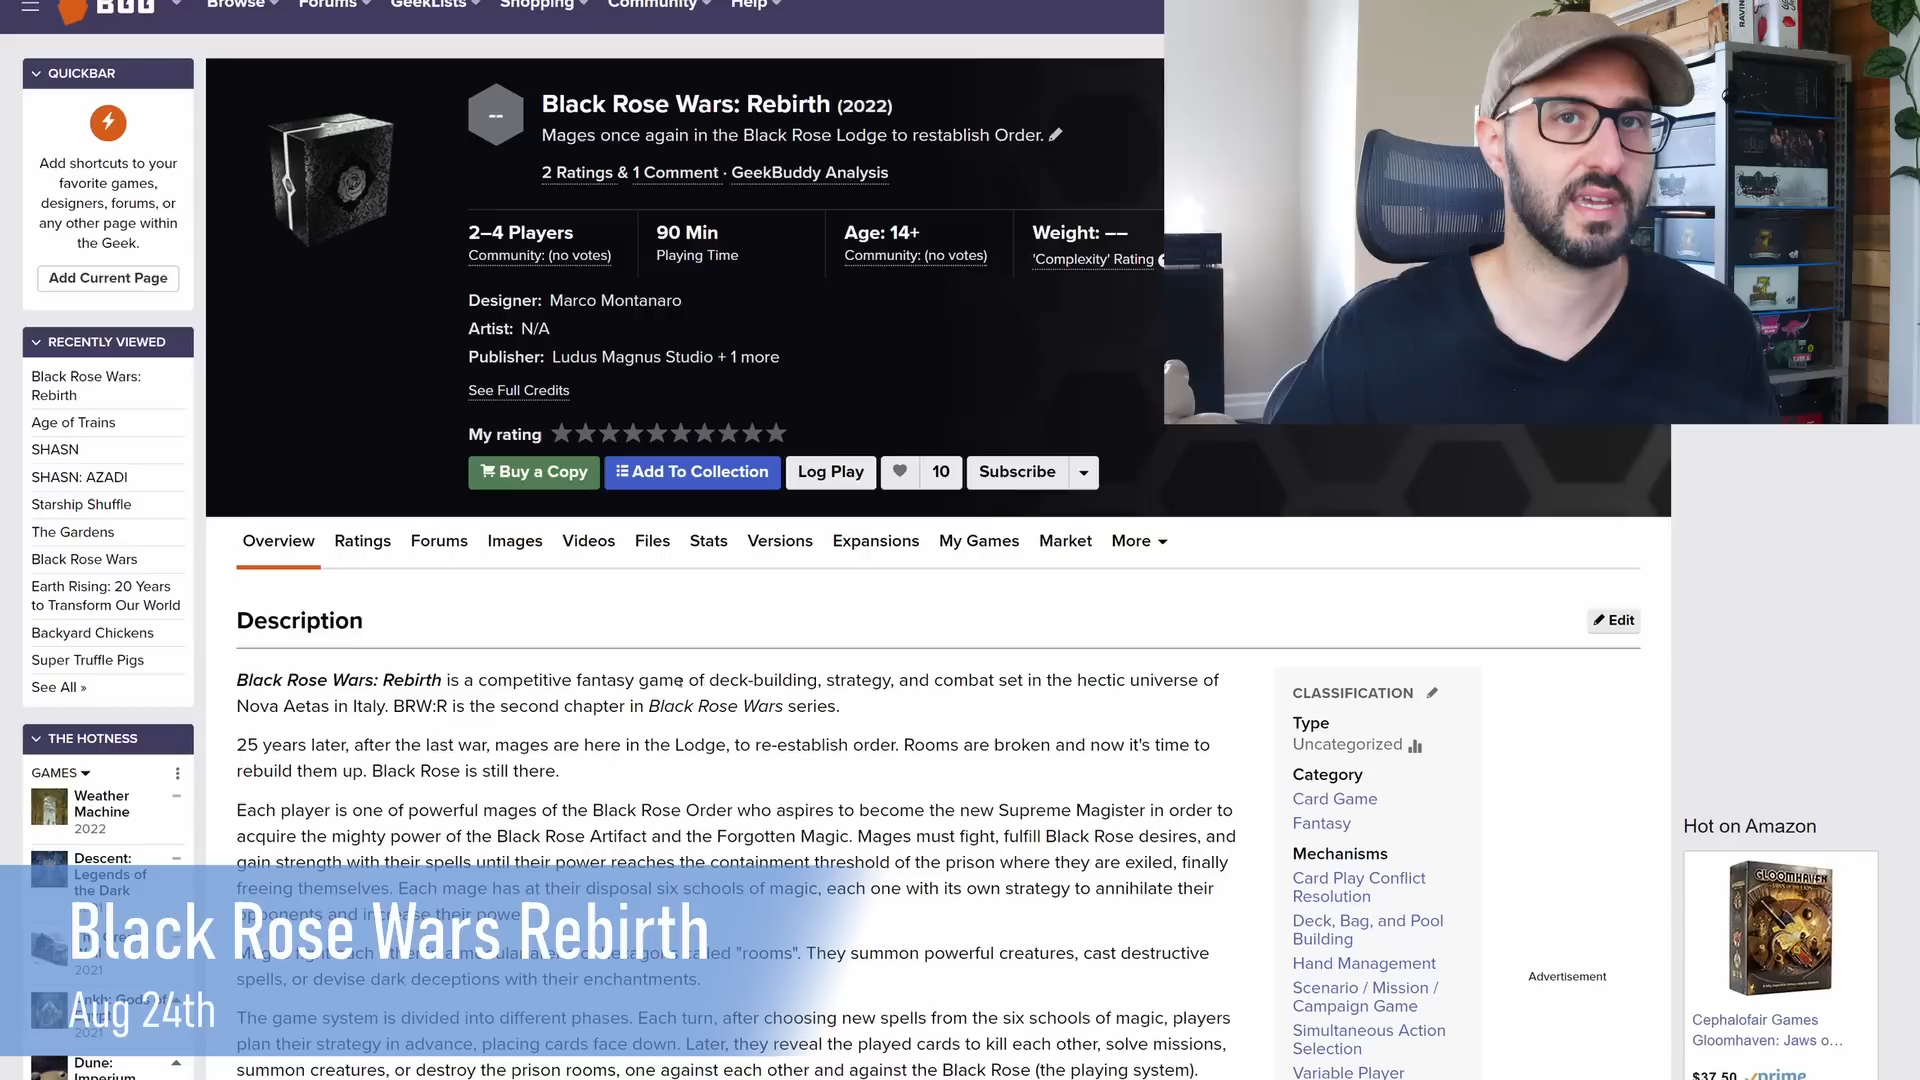 BGG
Browse
Forums
GeekLists
Shopping
Community
Help
QUICKBAR
Add shortcuts to your
favorite games,
designers, forums, or
any other page within
the Geek.
Add Current Page
RECENTLY VIEWED
Black Rose Wars:
Rebirth
Age of Trains
SHASN
SHASN: AZADI
Starship Shuffle
The Gardens
Black Rose Wars
Earth Rising: 20 Years
to Transform Our World
Backyard Chickens
Super Truffle Pigs
See All »
THE HOTNESS
GAMES
Weather
Machine
2022
Descent:
Legends of
the Dark
2021
Ankh: Gods of
2021
Dune:
Imperium
--
Black Rose Wars: Rebirth (2022)
Mages once again in the Black Rose Lodge to restablish Order.
2 Ratings & 1 Comment · GeekBuddy Analysis
2–4 Players
Community: (no votes)
90 Min
Playing Time
Age: 14+
Community: (no votes)
Weight: --
'Complexity' Rating
Designer: Marco Montanaro
Artist: N/A
Publisher: Ludus Magnus Studio + 1 more
See Full Credits
My rating
Buy a Copy
Add To Collection
Log Play
10
Subscribe
Overview Ratings Forums Images Videos Files Stats Versions Expansions My Games Market More
Description
Edit
Black Rose Wars: Rebirth is a competitive fantasy game of deck-building, strategy, and combat set in the hectic universe of
Nova Aetas in Italy. BRW:R is the second chapter in Black Rose Wars series.
25 years later, after the last war, mages are here in the Lodge, to re-establish order. Rooms are broken and now it's time to
rebuild them up. Black Rose is still there.
Each player is one of powerful mages of the Black Rose Order who aspires to become the new Supreme Magister in order to
acquire the mighty power of the Black Rose Artifact and the Forgotten Magic. Mages must fight, fulfill Black Rose desires, and
gain strength with their spells until their power reaches the containment threshold of the prison where they are exiled, finally
freeing themselves. Each mage has at their disposal six schools of magic, each one with its own strategy to annihilate their
opponents and increase their power
called "rooms". They summon powerful creatures, cast destructive
spells, or devise dark deceptions with their enchantments.
The game system is divided into different phases. Each turn, after choosing new spells from the six schools of magic, players
plan their strategy in advance, placing cards face down. Later, they reveal the played cards to kill each other, solve missions,
summon creatures, or destroy the prison rooms, one against each other and against the Black Rose (the playing system).
CLASSIFICATION
Type
Uncategorized
Category
Card Game
Fantasy
Mechanisms
Card Play Conflict
Resolution
Deck, Bag, and Pool
Building
Hand Management
Scenario / Mission /
Campaign Game
Simultaneous Action
Selection
Variable Player
Advertisement
Hot on Amazon
GLOOMHAVEN
Cephalofair Games
Gloomhaven: Jaws o...
$37.50 prime
Black Rose Wars Rebirth
Aug 24th